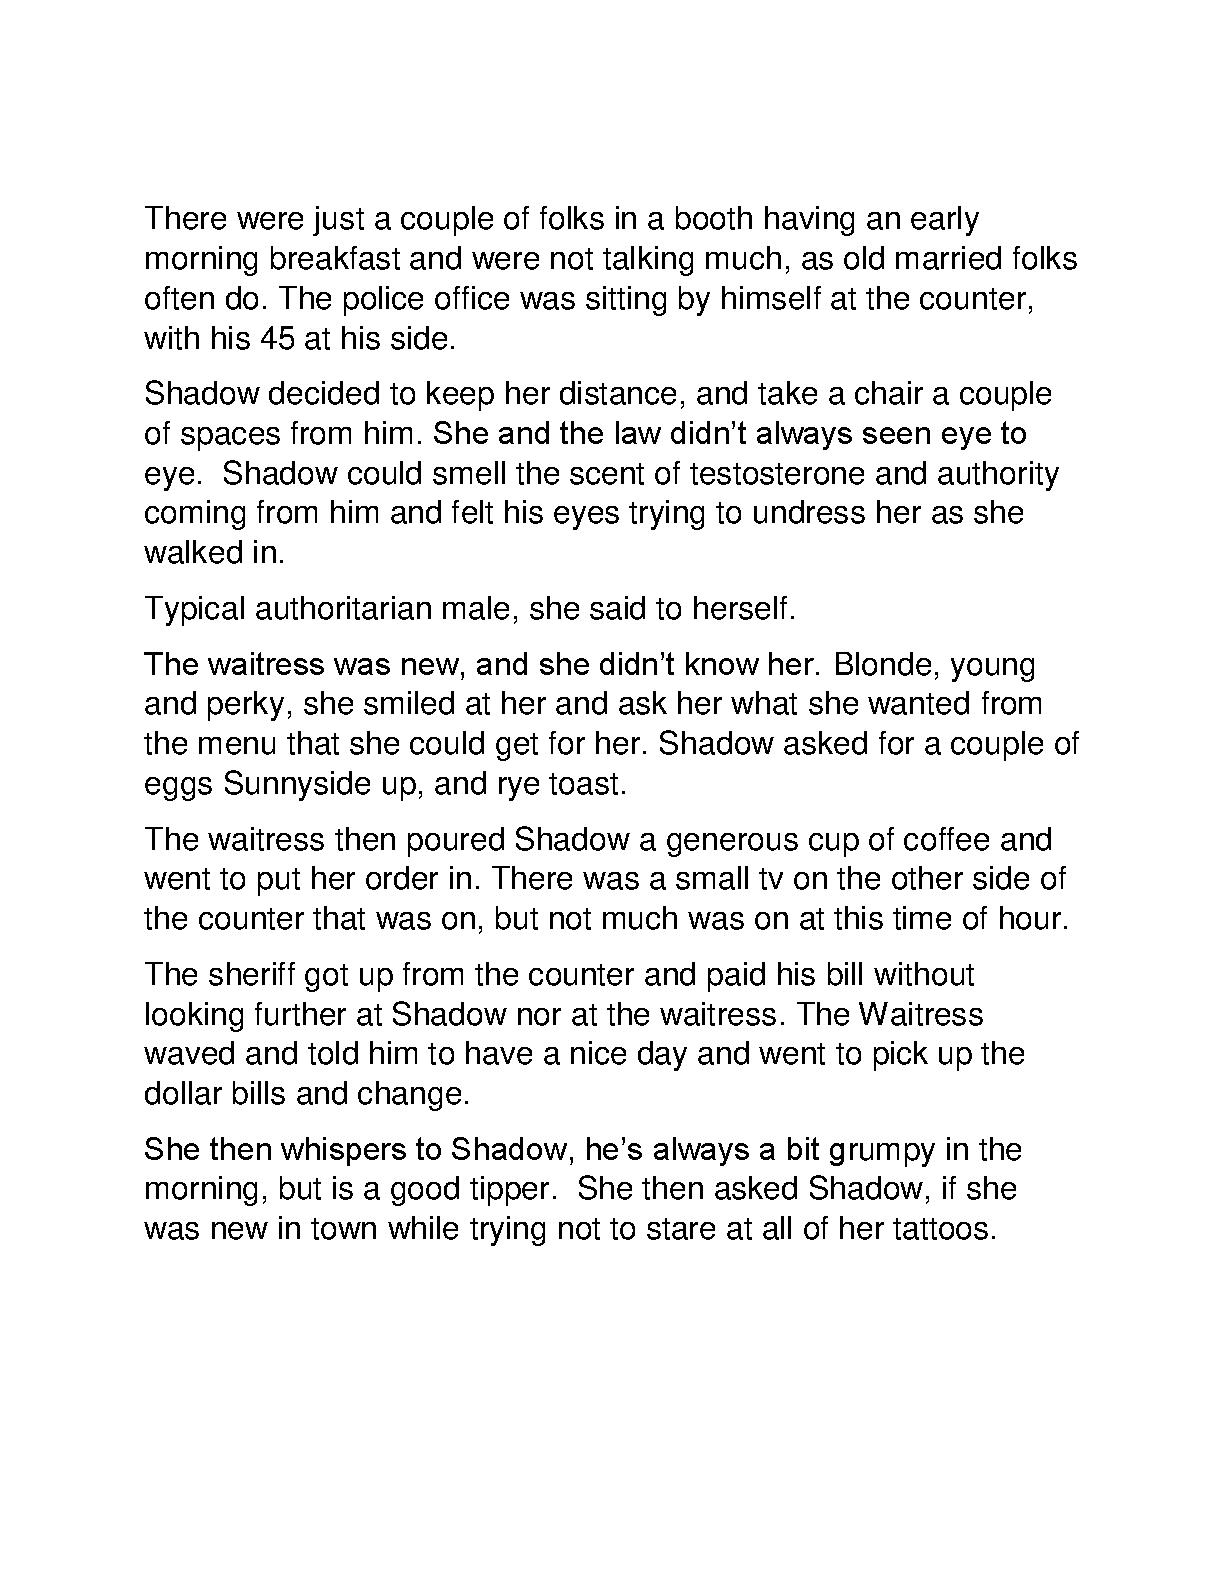 There were just a couple of folks in a booth having an early
morning breakfast and were not talking much, as old married folks
often do. The police office was sitting by himself at the counter,
with his 45 at his side.
Shadow decided to keep her distance, and take a chair a couple
of spaces from him. She and the law didn’t always seen eye to
eye.  Shadow could smell the scent of testosterone and authority
coming from him and felt his eyes trying to undress her as she
walked in.
Typical authoritarian male, she said to herself.
The waitress was new, and she didn’t know her. Blonde, young
and perky, she smiled at her and ask her what she wanted from
the menu that she could get for her. Shadow asked for a couple of
eggs Sunnyside up, and rye toast.
The waitress then poured Shadow a generous cup of coffee and
went to put her order in. There was a small tv on the other side of
the counter that was on, but not much was on at this time of hour.
The sheriff got up from the counter and paid his bill without
looking further at Shadow nor at the waitress. The Waitress
waved and told him to have a nice day and went to pick up the
dollar bills and change.
She then whispers to Shadow, he’s always a bit grumpy in the
morning, but is a good tipper.  She then asked Shadow, if she
was new in town while trying not to stare at all of her tattoos.